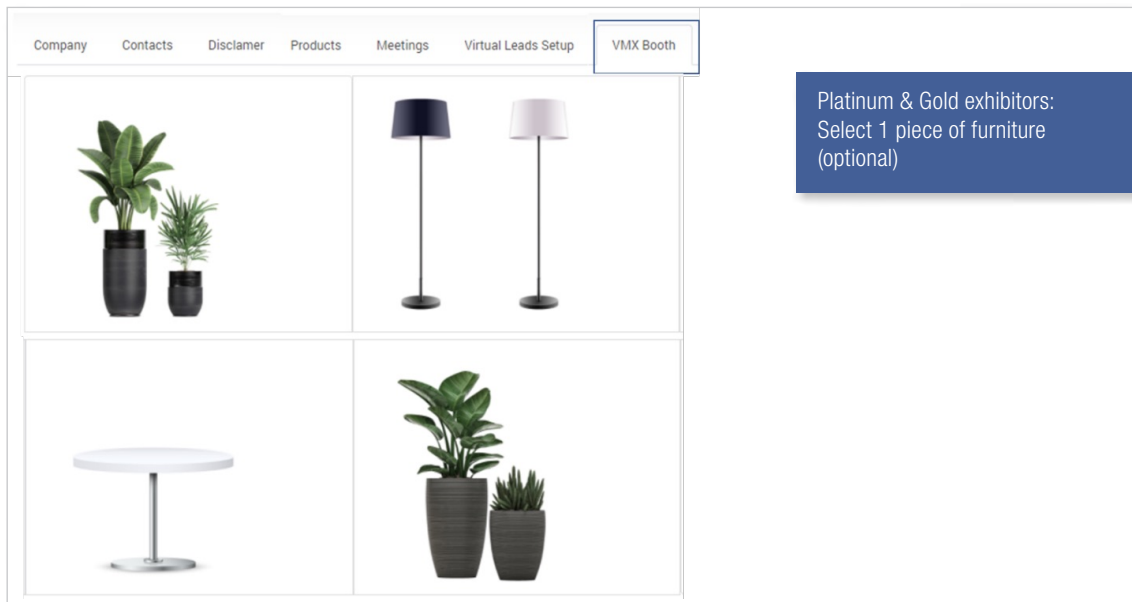 Company Contacts Disclamer Products Meetings Virtual Leads Setup VMX Booth
Platinum & Gold exhibitors:
Select 1 piece of furniture
(optional)